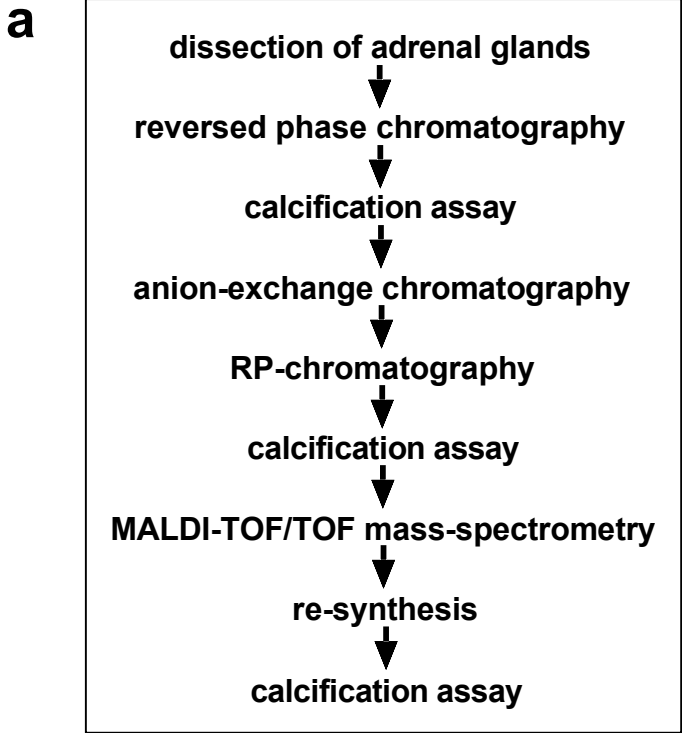 a
dissection of adrenal glands
reversed phase chromatography
calcification assay
anion-exchange chromatography
RP-chromatography
calcification assay
MALDI-TOF/TOF mass-spectrometry
re-synthesis
calcification assay